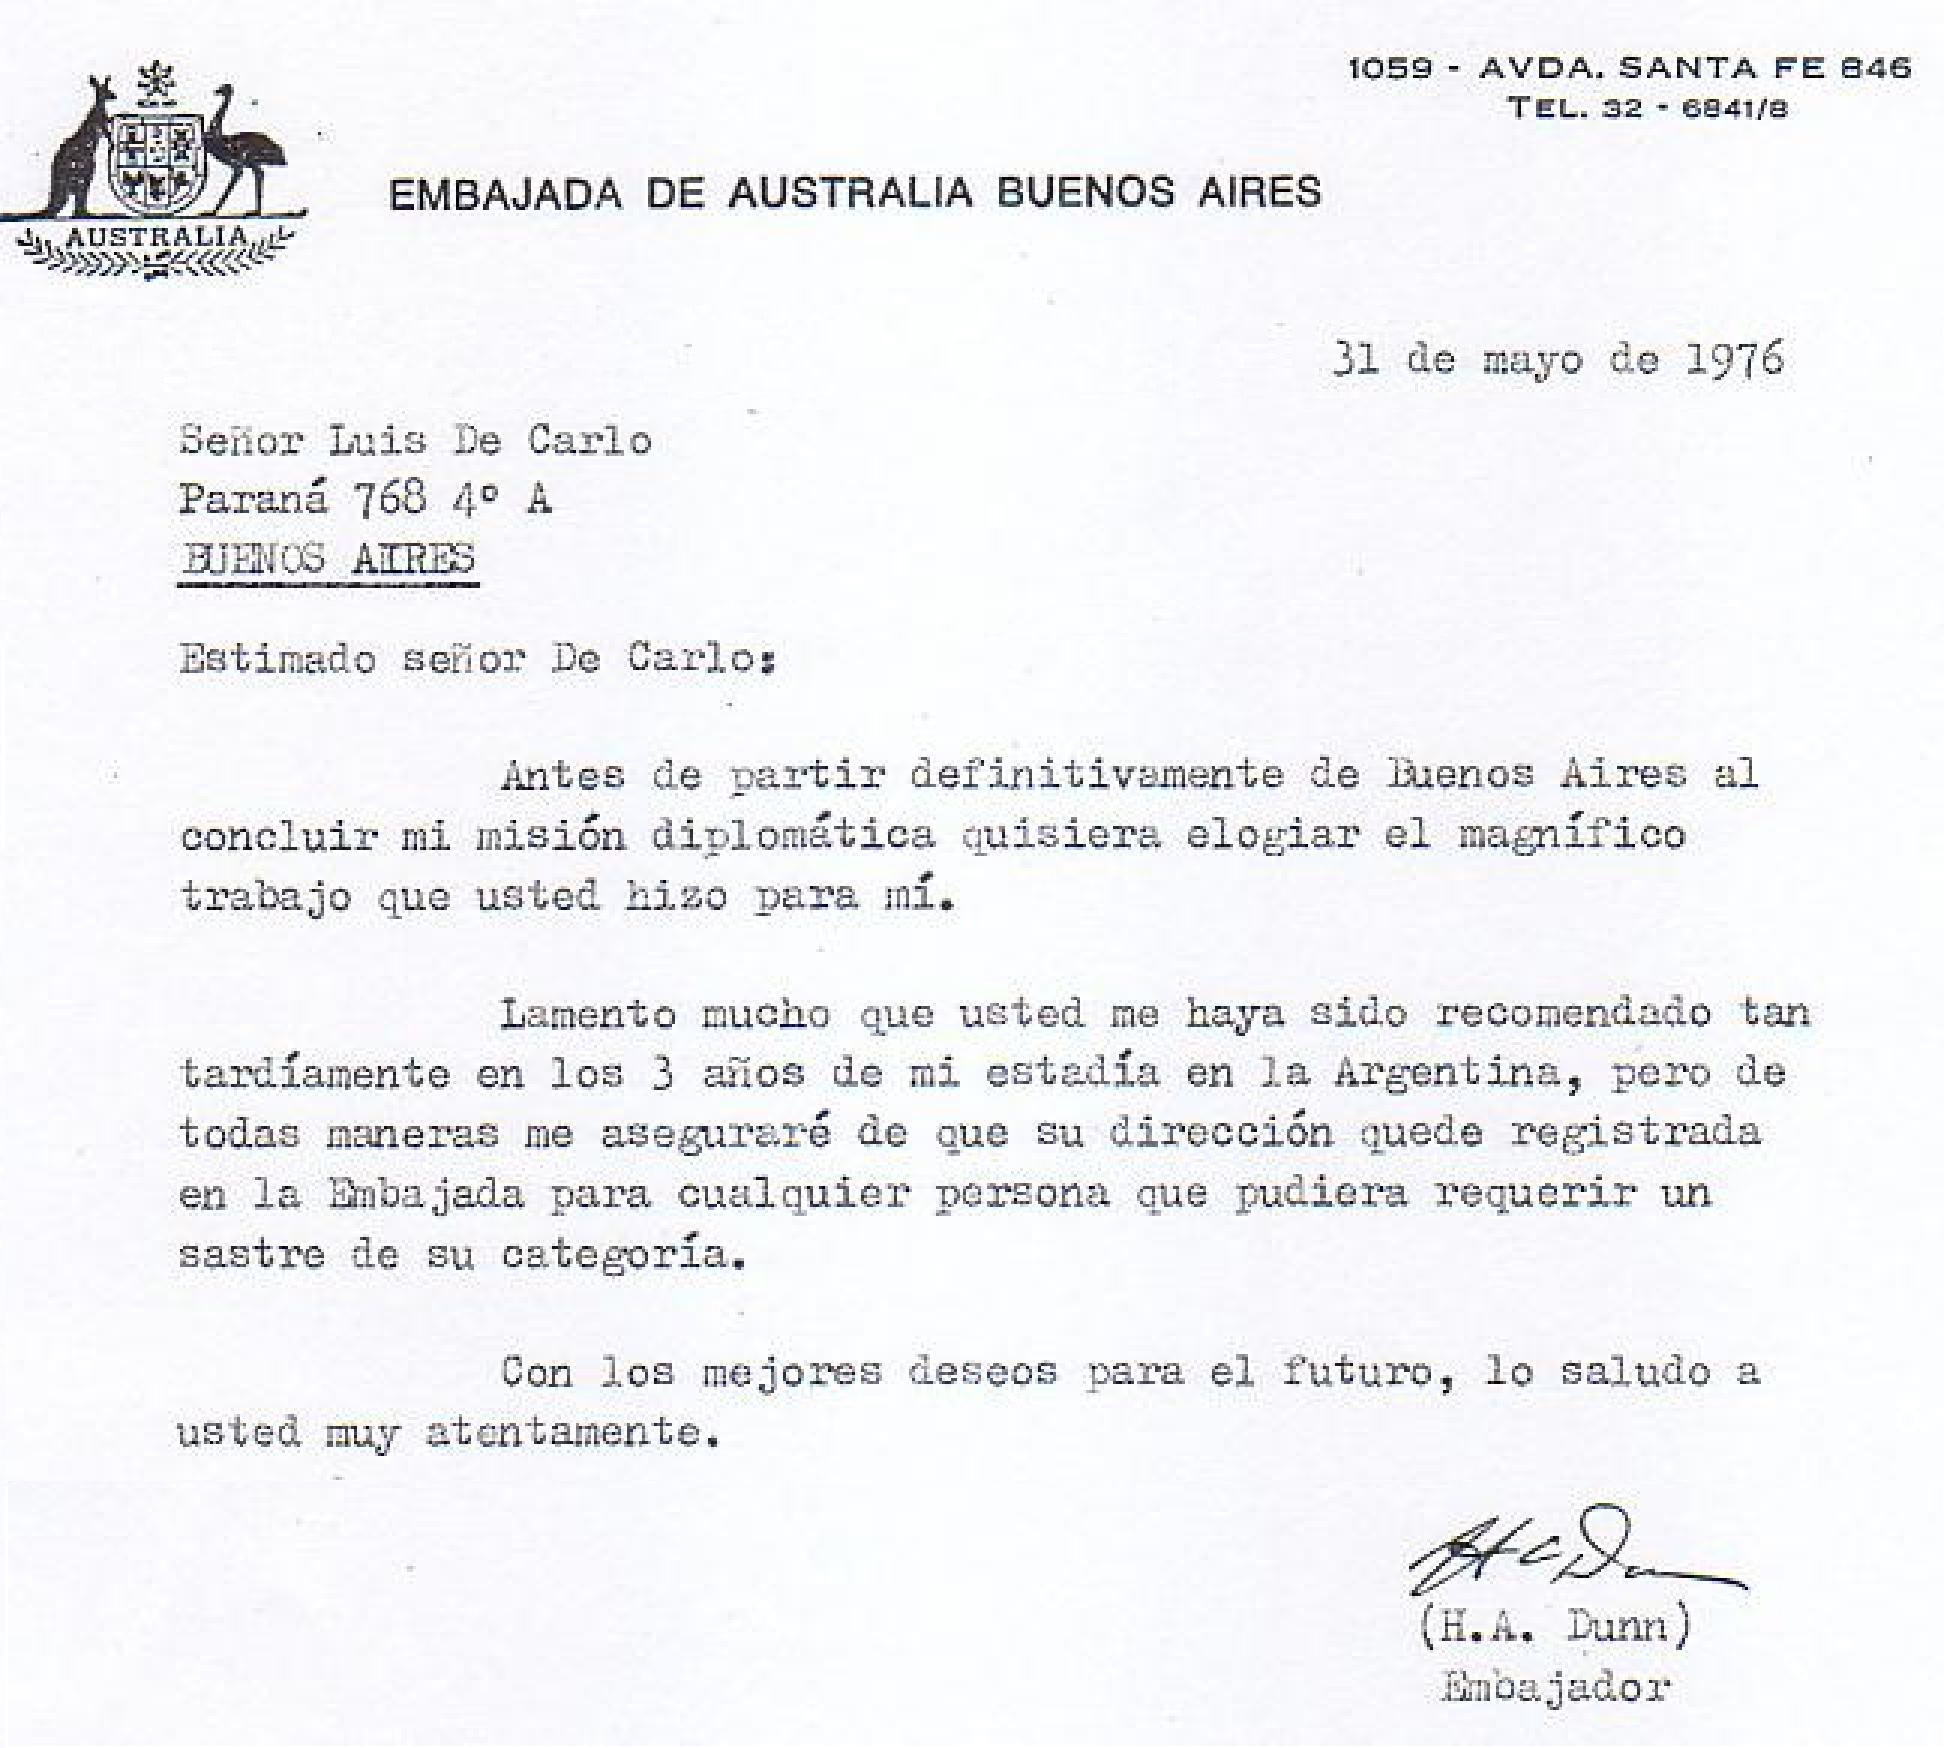 1059 - AVDA. SANTA FE 846
TEL. 32 - 6841/8
AUSTRALIA
EMBAJADA DE AUSTRALIA BUENOS AIRES
31 de mayo de 1976
Señor Luis De Carlo
Paraná 768 4º A
BUENOS AIRES
Estimado señor De Carlo:
Antes de partir definitivamente de Buenos Aires al
concluir mi misión diplomática quisiera elogiar el magnífico
trabajo que usted hizo para mí.
Lamento mucho que usted me haya sido recomendado tan
tardíamente en los 3 años de mi estadía en la Argentina, pero de
todas maneras me aseguraré de que su dirección quede registrada
en la Embajada para cualquier persona que pudiera requerir un
sastre de su categoría.
Con los mejores deseos para el futuro, lo saludo a
usted muy atentamente.
(H.A. Dunn)
Embajador